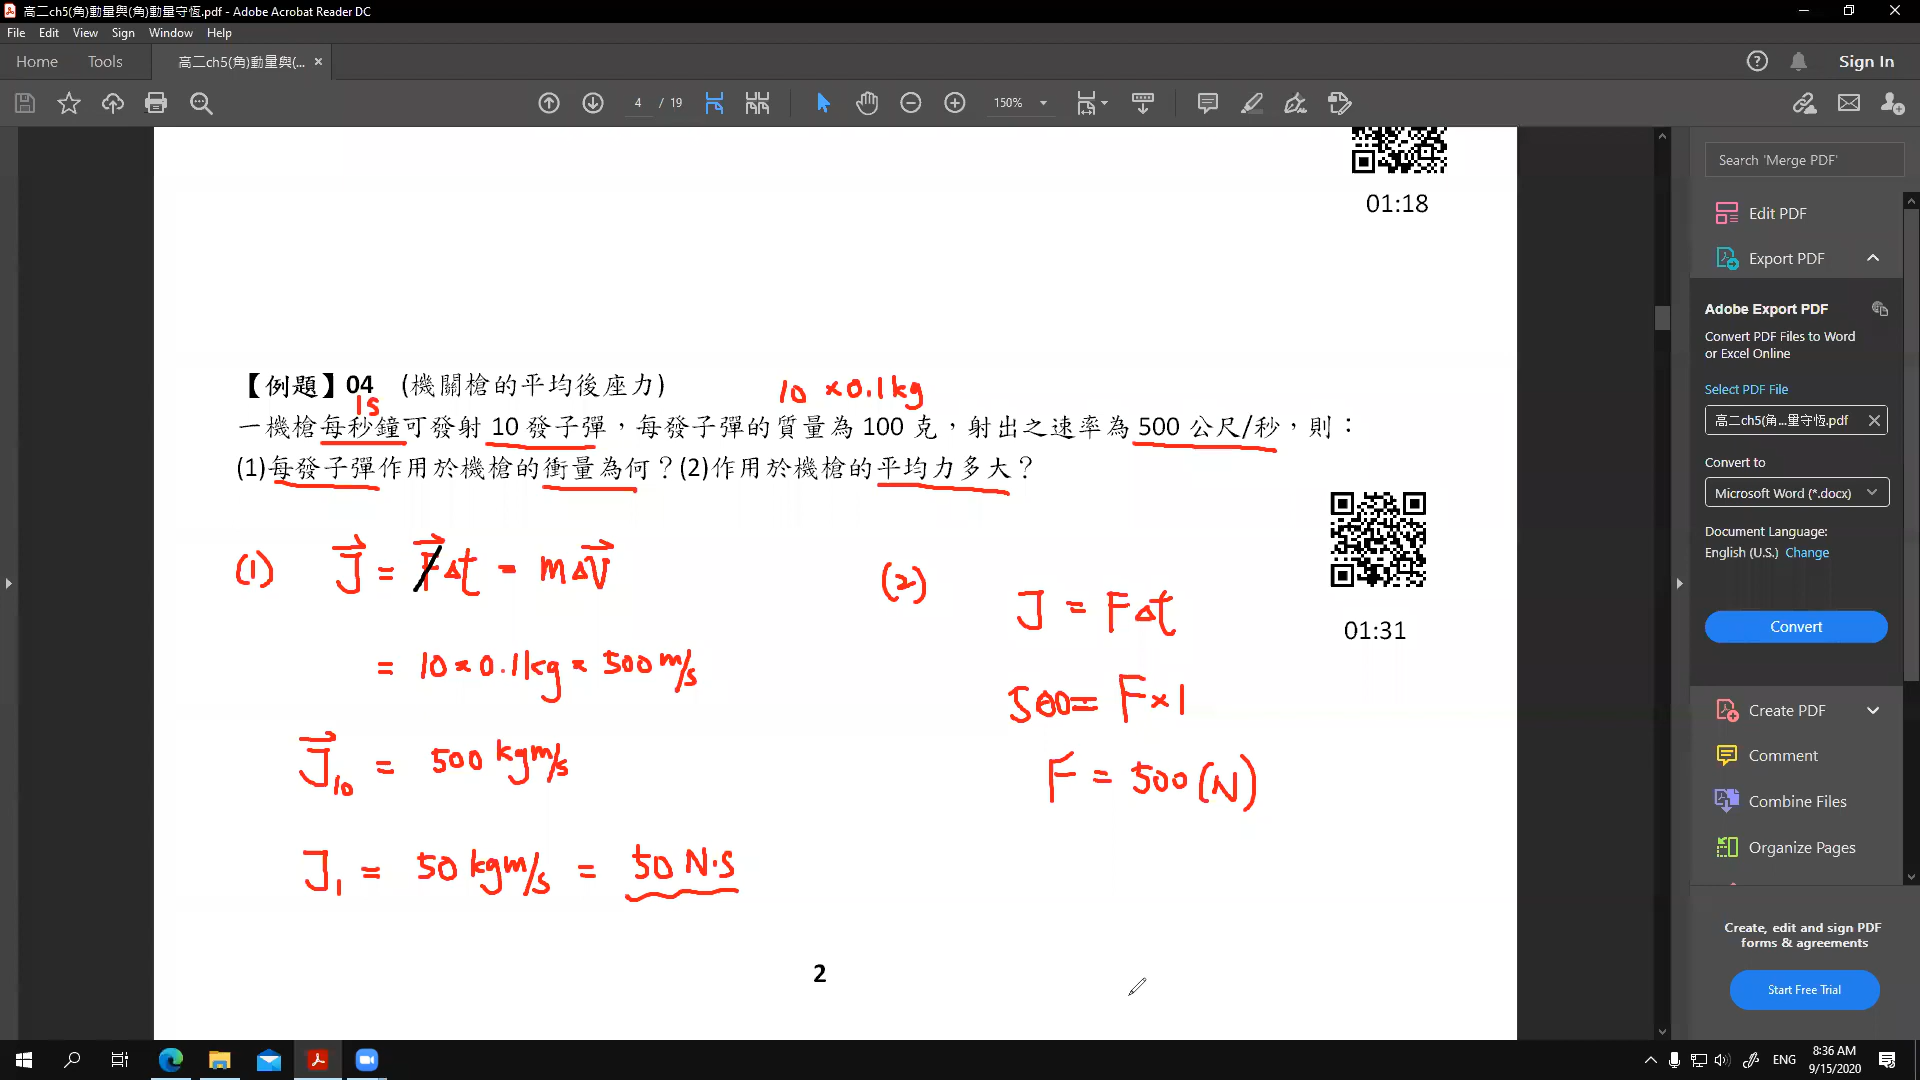 高二ch5(角)動量與(角)動量守恆.pdf - Adobe Acrobat Reader DC
File Edit View Sign Window Help
Home Tools 高二ch5(角)動量與(... × Sign In
4 / 19 150%
Search 'Merge PDF'
01:18
Edit PDF
Export PDF
Adobe Export PDF
Convert PDF Files to Word
or Excel Online
Select PDF File
高二ch5(角...量守恆.pdf
Convert to
Microsoft Word (*.docx)
Document Language:
English (U.S.) Change
Convert
Create PDF
Comment
Combine Files
Organize Pages
Create, edit and sign PDF
forms & agreements
Start Free Trial
【例題】04 (機關槍的平均後座力)
10 × 0.1kg
1s
一機槍每秒鐘可發射 10 發子彈,每發子彈的質量為 100 克,射出之速率為 500 公尺/秒,則:
(1)每發子彈作用於機槍的衝量為何?(2)作用於機槍的平均力多大?
01:31
(1) J = FΔt = mΔV
= 10 × 0.1kg × 500 m/s
J10 = 500 kgm/s
J1 = 50 kgm/s = 50 N·s
(2)
J = FΔt
500 = F×1
F = 500 (N)
2
ENG
8:36 AM
9/15/2020